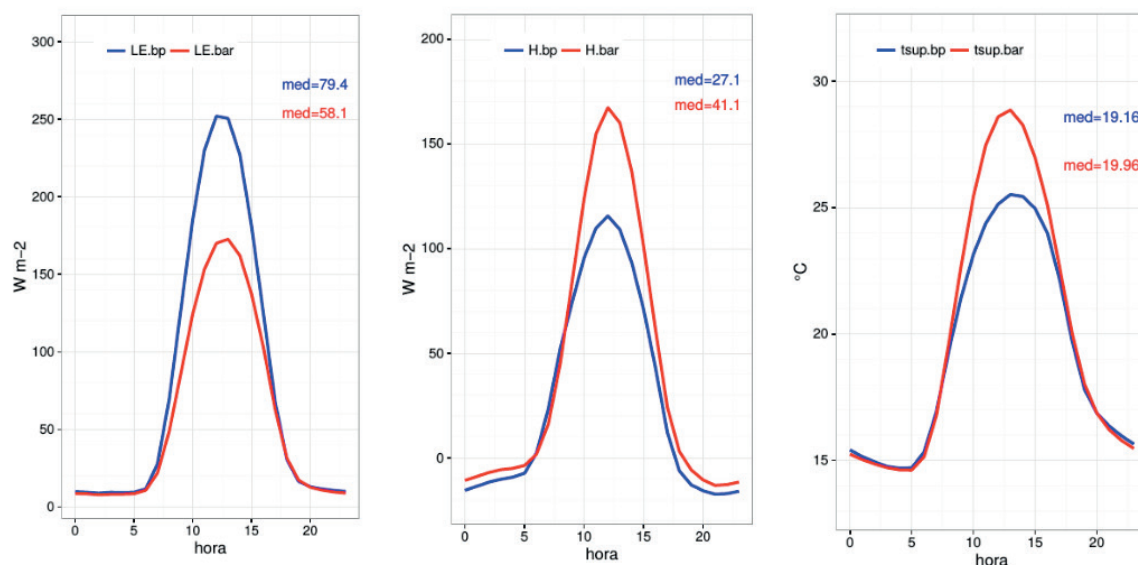 LE.bp LE.bar
med=79.4
med=58.1
300
250
200
150
100
50
0
W m−2
0 5 10 15 20
hora
H.bp H.bar
med=27.1
med=41.1
200
150
100
50
0
W m−2
0 5 10 15 20
hora
tsup.bp tsup.bar
med=19.16
med=19.96
30
25
20
15
°C
0 5 10 15 20
hora